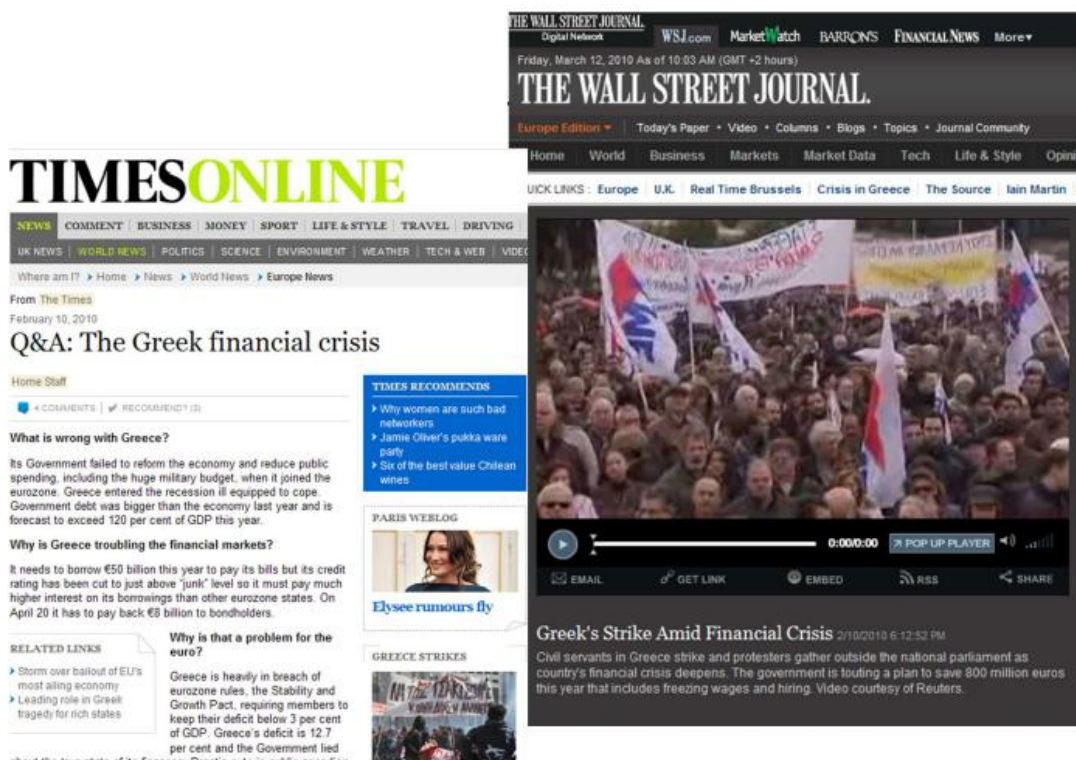 THE WALL STREET JOURNAL.
Digital Network
WSJ.com MarketWatch BARRON'S FINANCIAL NEWS More
Friday, March 12, 2010 As of 10:03 AM (GMT +2 hours)
THE WALL STREET JOURNAL.
Europe Edition Today's Paper • Video • Columns • Blogs • Topics • Journal Community
Home World Business Markets Market Data Tech Life & Style Opini
UICK LINKS: Europe U.K. Real Time Brussels Crisis in Greece The Source Iain Martin
0:00/0:00 POP UP PLAYER
EMAIL GET LINK EMBED RSS SHARE
Greek's Strike Amid Financial Crisis 2/10/2010 6:12:52 PM
Civil servants in Greece strike and protesters gather outside the national parliament as
country's financial crisis deepens. The government is touting a plan to save 800 million euros
this year that includes freezing wages and hiring. Video courtesy of Reuters.
TIMESONLINE
NEWS COMMENT BUSINESS MONEY SPORT LIFE & STYLE TRAVEL DRIVING
UK NEWS WORLD NEWS POLITICS SCIENCE ENVIRONMENT WEATHER TECH & WEB VIDEO
Where am I? Home News World News Europe News
From The Times
February 10, 2010
Q&A: The Greek financial crisis
Home Staff
4 COMMENTS RECOMMEND? (3)
What is wrong with Greece?
Its Government failed to reform the economy and reduce public
spending, including the huge military budget, when it joined the
eurozone. Greece entered the recession ill equipped to cope.
Government debt was bigger than the economy last year and is
forecast to exceed 120 per cent of GDP this year.
Why is Greece troubling the financial markets?
It needs to borrow €50 billion this year to pay its bills but its credit
rating has been cut to just above "junk" level so it must pay much
higher interest on its borrowings than other eurozone states. On
April 20 it has to pay back €8 billion to bondholders.
RELATED LINKS
Storm over bailout of EU's
most ailing economy
Leading role in Greek
tragedy for rich states
Why is that a problem for the
euro?
Greece is heavily in breach of
eurozone rules, the Stability and
Growth Pact, requiring members to
keep their deficit below 3 per cent
of GDP. Greece's deficit is 12.7
per cent and the Government lied
TIMES RECOMMENDS
Why women are such bad
networkers
Jamie Oliver's pukka ware
party
Six of the best value Chilean
wines
PARIS WEBLOG
Elysee rumours fly
GREECE STRIKES